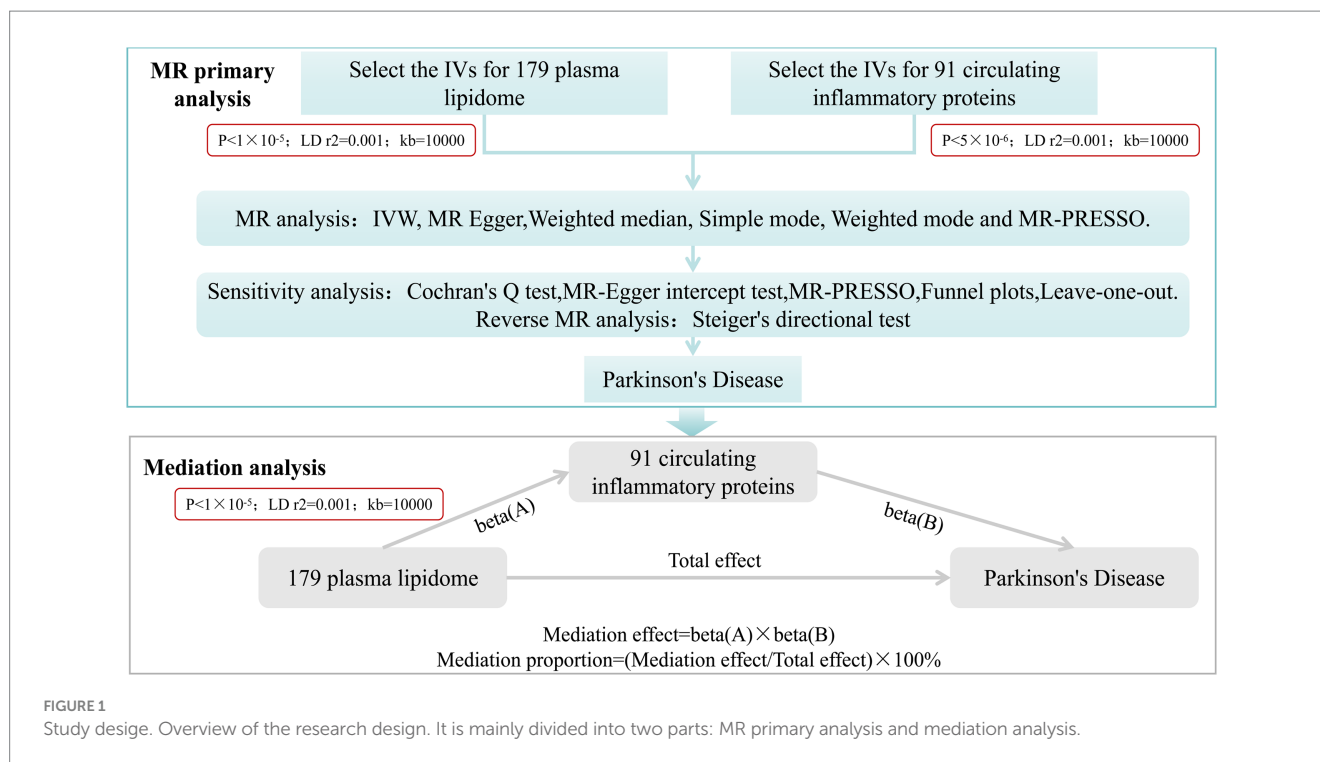 MR primary
analysis
Select the IVs for 179 plasma
lipidome
Select the IVs for 91 circulating
inflammatory proteins
P<1×10⁻⁵; LD r2=0.001; kb=10000
P<5×10⁻⁶; LD r2=0.001; kb=10000
MR analysis: IVW, MR Egger,Weighted median, Simple mode, Weighted mode and MR-PRESSO.
Sensitivity analysis: Cochran's Q test,MR-Egger intercept test,MR-PRESSO,Funnel plots,Leave-one-out.
Reverse MR analysis: Steiger's directional test
Parkinson's Disease
Mediation analysis
91 circulating
inflammatory proteins
P<1×10⁻⁵; LD r2=0.001; kb=10000
beta(A)
beta(B)
179 plasma lipidome
Total effect
Parkinson's Disease
Mediation effect=beta(A)×beta(B)
Mediation proportion=(Mediation effect/Total effect)×100%
FIGURE 1
Study desige. Overview of the research design. It is mainly divided into two parts: MR primary analysis and mediation analysis.